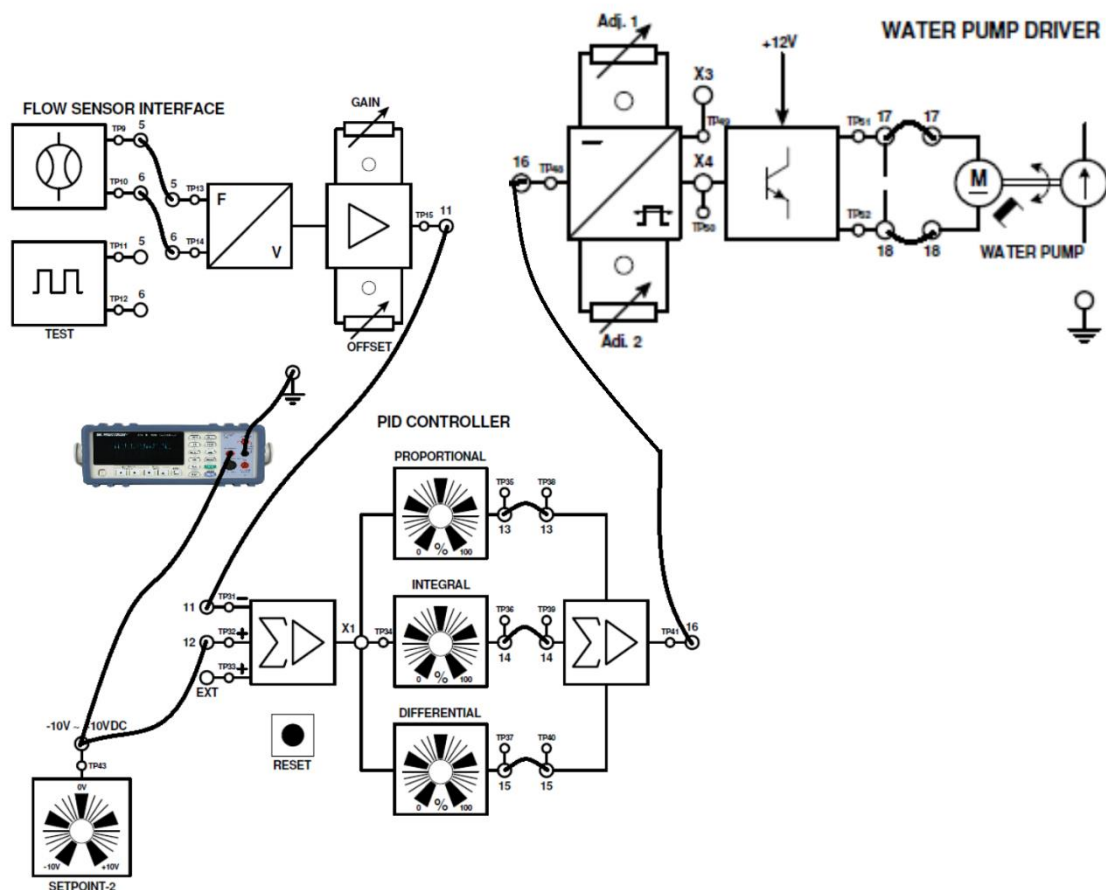 WATER PUMP DRIVER
Adj. 1
+12V
X3
FLOW SENSOR INTERFACE
GAIN
TP9
5
5
TP13
F
V
TP10
6
6
TP14
TP15
11
TP11
5
TP12
6
TEST
OFFSET
16
TP48
TP49
X4
TP50
TP51
17
17
M
TP52
18
18
WATER PUMP
Adi. 2
PID CONTROLLER
PROPORTIONAL
0 % 100
TP35
TP38
13
13
INTEGRAL
0 % 100
TP36
TP39
14
14
11
TP31
−
12
TP32
+
TP33
+
EXT
X1
TP34
TP41
16
DIFFERENTIAL
0 % 100
TP37
TP40
15
15
RESET
-10V ~ +10VDC
TP43
0V
-10V
+10V
SETPOINT-2